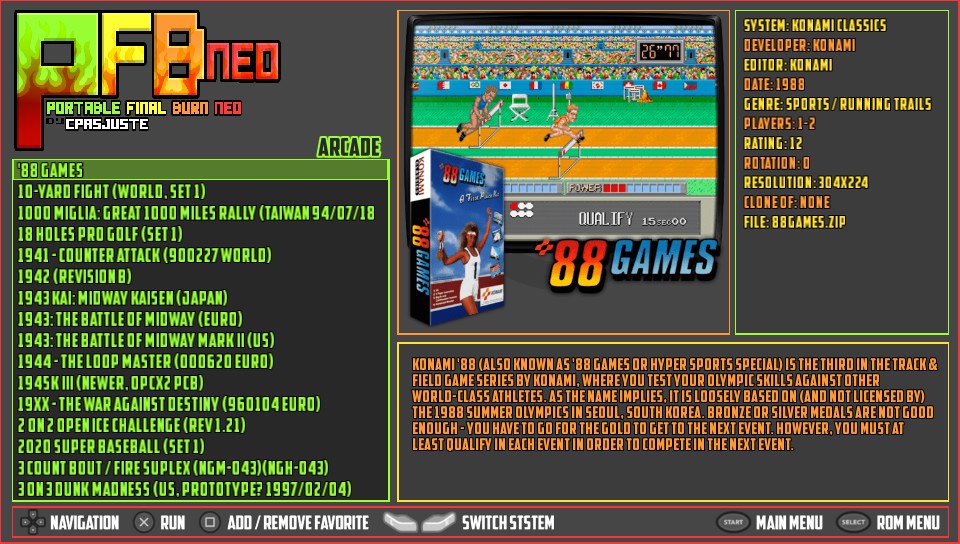 PFBNEO
PORTABLE FINAL BURN NEO
BY CPASJUSTE
ARCADE
'88 GAMES
10-YARD FIGHT (WORLD, SET 1)
1000 MIGLIA: GREAT 1000 MILES RALLY (TAIWAN 94/07/18
18 HOLES PRO GOLF (SET 1)
1941 - COUNTER ATTACK (900227 WORLD)
1942 (REVISION B)
1943 KAI: MIDWAY KAISEN (JAPAN)
1943: THE BATTLE OF MIDWAY (EURO)
1943: THE BATTLE OF MIDWAY MARK II (US)
1944 - THE LOOP MASTER (000620 EURO)
1945K III (NEWER, OPCX2 PCB)
19XX - THE WAR AGAINST DESTINY (960104 EURO)
2 ON 2 OPEN ICE CHALLENGE (REV 1.21)
2020 SUPER BASEBALL (SET 1)
3 COUNT BOUT / FIRE SUPLEX (NGM-043)(NGH-043)
3 ON 3 DUNK MADNESS (US, PROTOTYPE? 1997/02/04)
26"77
POWER
QUALIFY 15SEC00
KONAMI
'88 GAMES
'88 GAMES
KONAMI
'88 GAMES
SYSTEM: KONAMI CLASSICS
DEVELOPER: KONAMI
EDITOR: KONAMI
DATE: 1988
GENRE: SPORTS / RUNNING TRAILS
PLAYERS: 1-2
RATING: 12
ROTATION: 0
RESOLUTION: 304X224
CLONE OF: NONE
FILE: 88GAMES.ZIP
KONAMI '88 (ALSO KNOWN AS '88 GAMES OR HYPER SPORTS SPECIAL) IS THE THIRD IN THE TRACK &
FIELD GAME SERIES BY KONAMI, WHERE YOU TEST YOUR OLYMPIC SKILLS AGAINST OTHER
WORLD-CLASS ATHLETES. AS THE NAME IMPLIES, IT IS LOOSELY BASED ON (AND NOT LICENSED BY)
THE 1988 SUMMER OLYMPICS IN SEOUL, SOUTH KOREA. BRONZE OR SILVER MEDALS ARE NOT GOOD
ENOUGH - YOU HAVE TO GO FOR THE GOLD TO GET TO THE NEXT EVENT. HOWEVER, YOU MUST AT
LEAST QUALIFY IN EACH EVENT IN ORDER TO COMPETE IN THE NEXT EVENT.
NAVIGATION RUN ADD / REMOVE FAVORITE SWITCH STSTEM START MAIN MENU SELECT ROM MENU